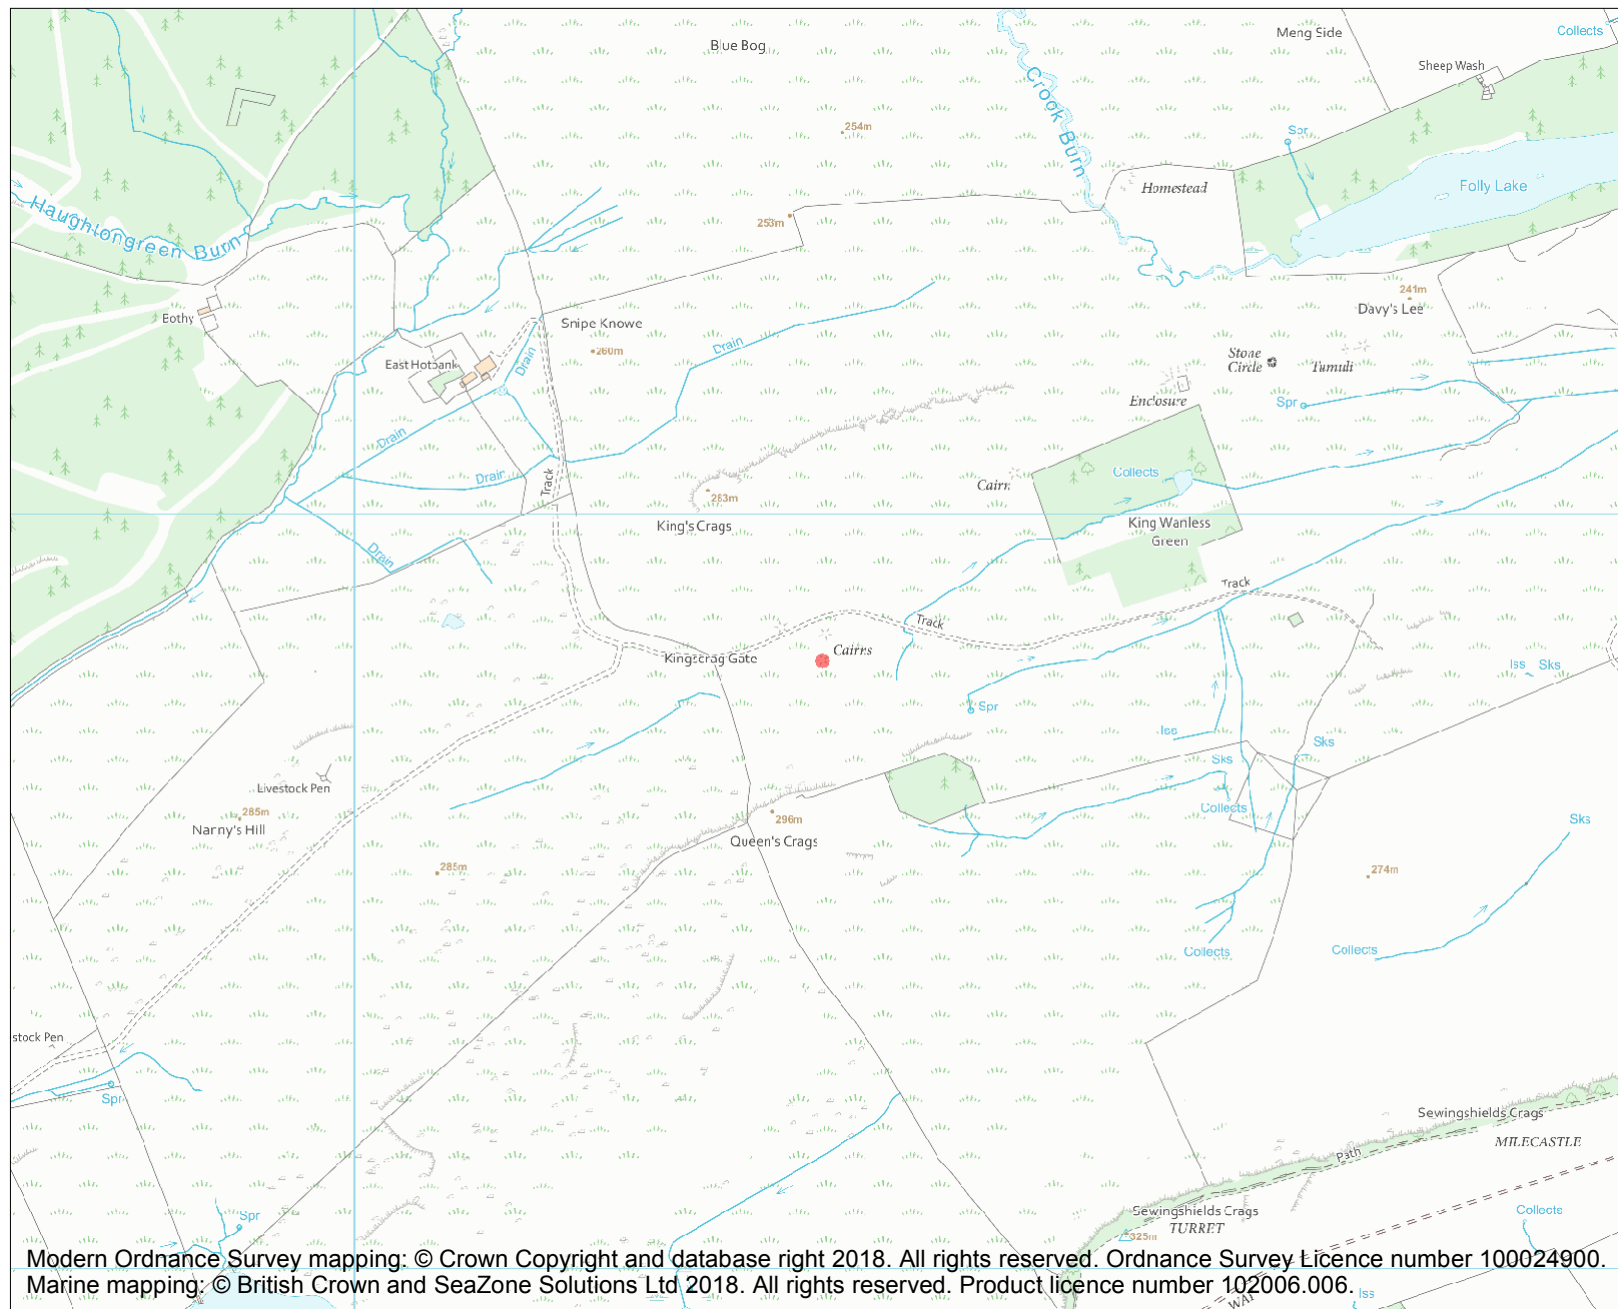 Blue Bog
Meng Side
Collects
Sheep Wash
Crook Burn
254m
Spr
Homestead
Folly Lake
Haughtongreen Burn
253m
241m
Davy's Lee
Eothy
Snipe Knowe
260m
Drain
Drain
East Hotbank
Stone
Circle
Tumuli
Enclosure
Spr
Drain
Drain
Track
283m
King's Crags
Cairn
Collects
King Wanless
Green
Drain
Track
Track
Kingscrag Gate
Cairns
Iss
Sks
Spr
Iss
Sks
Sks
Collects
Livestock Pen
285m
Narny's Hill
296m
Queen's Crags
285m
Sks
274m
Collects
Collects
stock Pen
Spr
Sewingshields Crags
MILECASTLE
Path
Sewingshields Crags
TURRET
325m
Collects
Spr
Modern Ordnance Survey mapping: © Crown Copyright and database right 2018. All rights reserved. Ordnance Survey Licence number 100024900.
Marine mapping: © British Crown and SeaZone Solutions Ltd 2018. All rights reserved. Product licence number 102006.006.
Iss